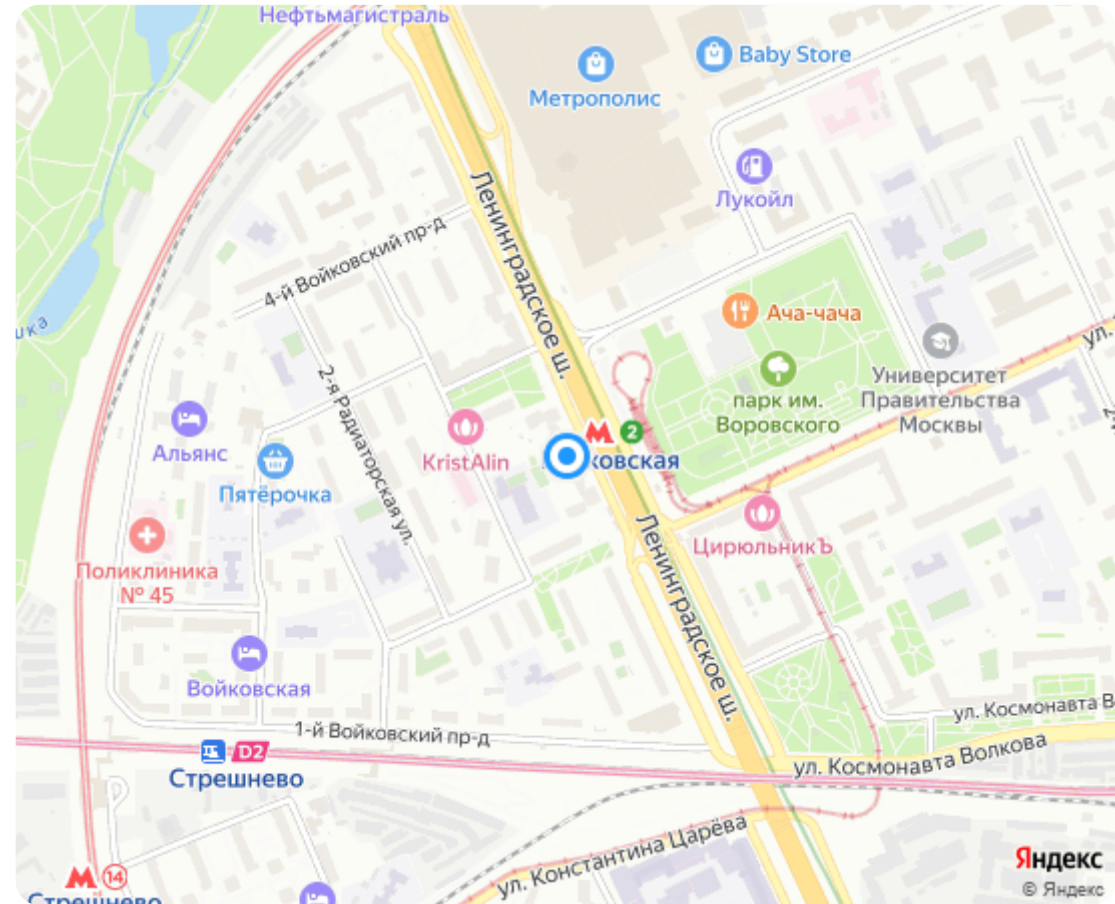 Нефтьмагистраль
Baby Store
Метрополис
Лукойл
Ленинградское ш.
4-й Войковский пр-д
Ача-чача
ул.
2-я Радиаторская ул.
парк им.
Воровского
Университет
Правительства
Москвы
Альянс
KristAlin
2
Пятёрочка
ЦирюльникЪ
Поликлиника
№ 45
Ленинградское ш.
Войковская
ул. Космонавта В
1-й Войковский пр-д
D2
Стрешнево
ул. Космонавта Волкова
ул. Константина Царёва
14
Стрешнево
Яндекс
© Яндекс